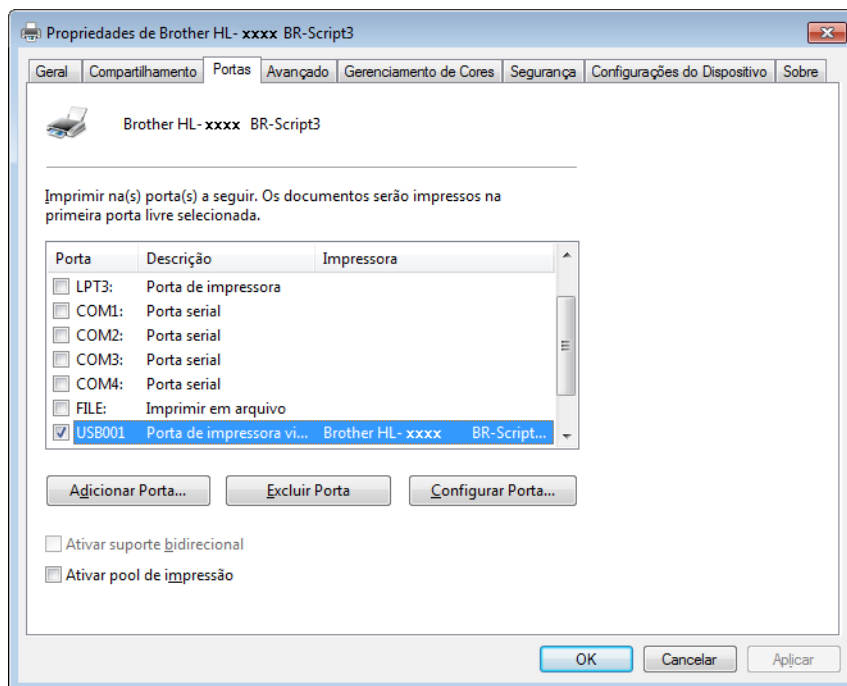 Propriedades de Brother HL- xxxx BR-Script3
Geral Compartilhamento Portas Avançado Gerenciamento de Cores Segurança Configurações do Dispositivo Sobre
Brother HL- xxxx BR-Script3
Imprimir na(s) porta(s) a seguir. Os documentos serão impressos na
primeira porta livre selecionada.
Porta Descrição Impressora
LPT3: Porta de impressora
COM1: Porta serial
COM2: Porta serial
COM3: Porta serial
COM4: Porta serial
FILE: Imprimir em arquivo
USB001 Porta de impressora vi... Brother HL- xxxx BR-Script...
Adicionar Porta... Excluir Porta Configurar Porta...
Ativar suporte bidirecional
Ativar pool de impressão
OK Cancelar Aplicar